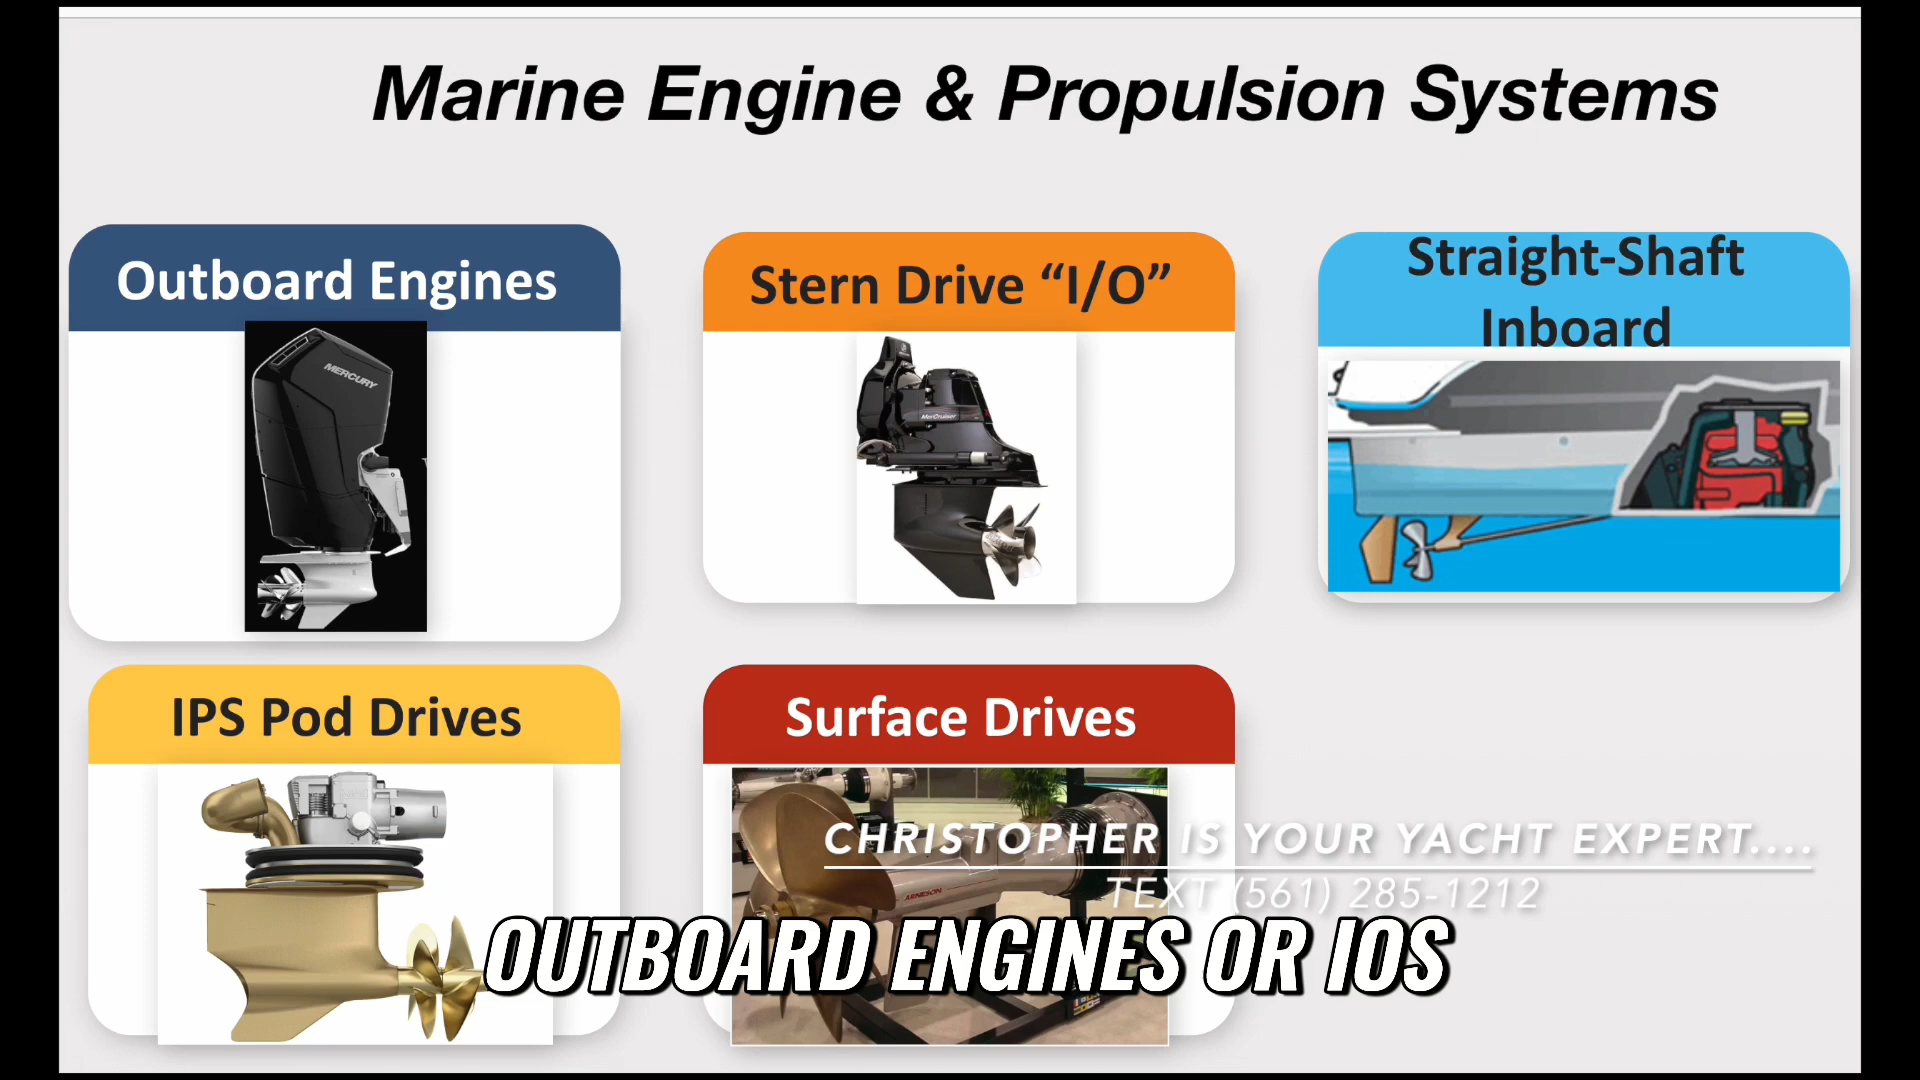 Marine Engine & Propulsion Systems
Outboard Engines
MERCURY
Stern Drive “I/O”
MerCruiser
Straight-Shaft
Inboard
IPS Pod Drives
Surface Drives
ARNESON
CHRISTOPHER IS YOUR YACHT EXPERT....
TEXT (561) 285-1212
OUTBOARD ENGINES OR IOS